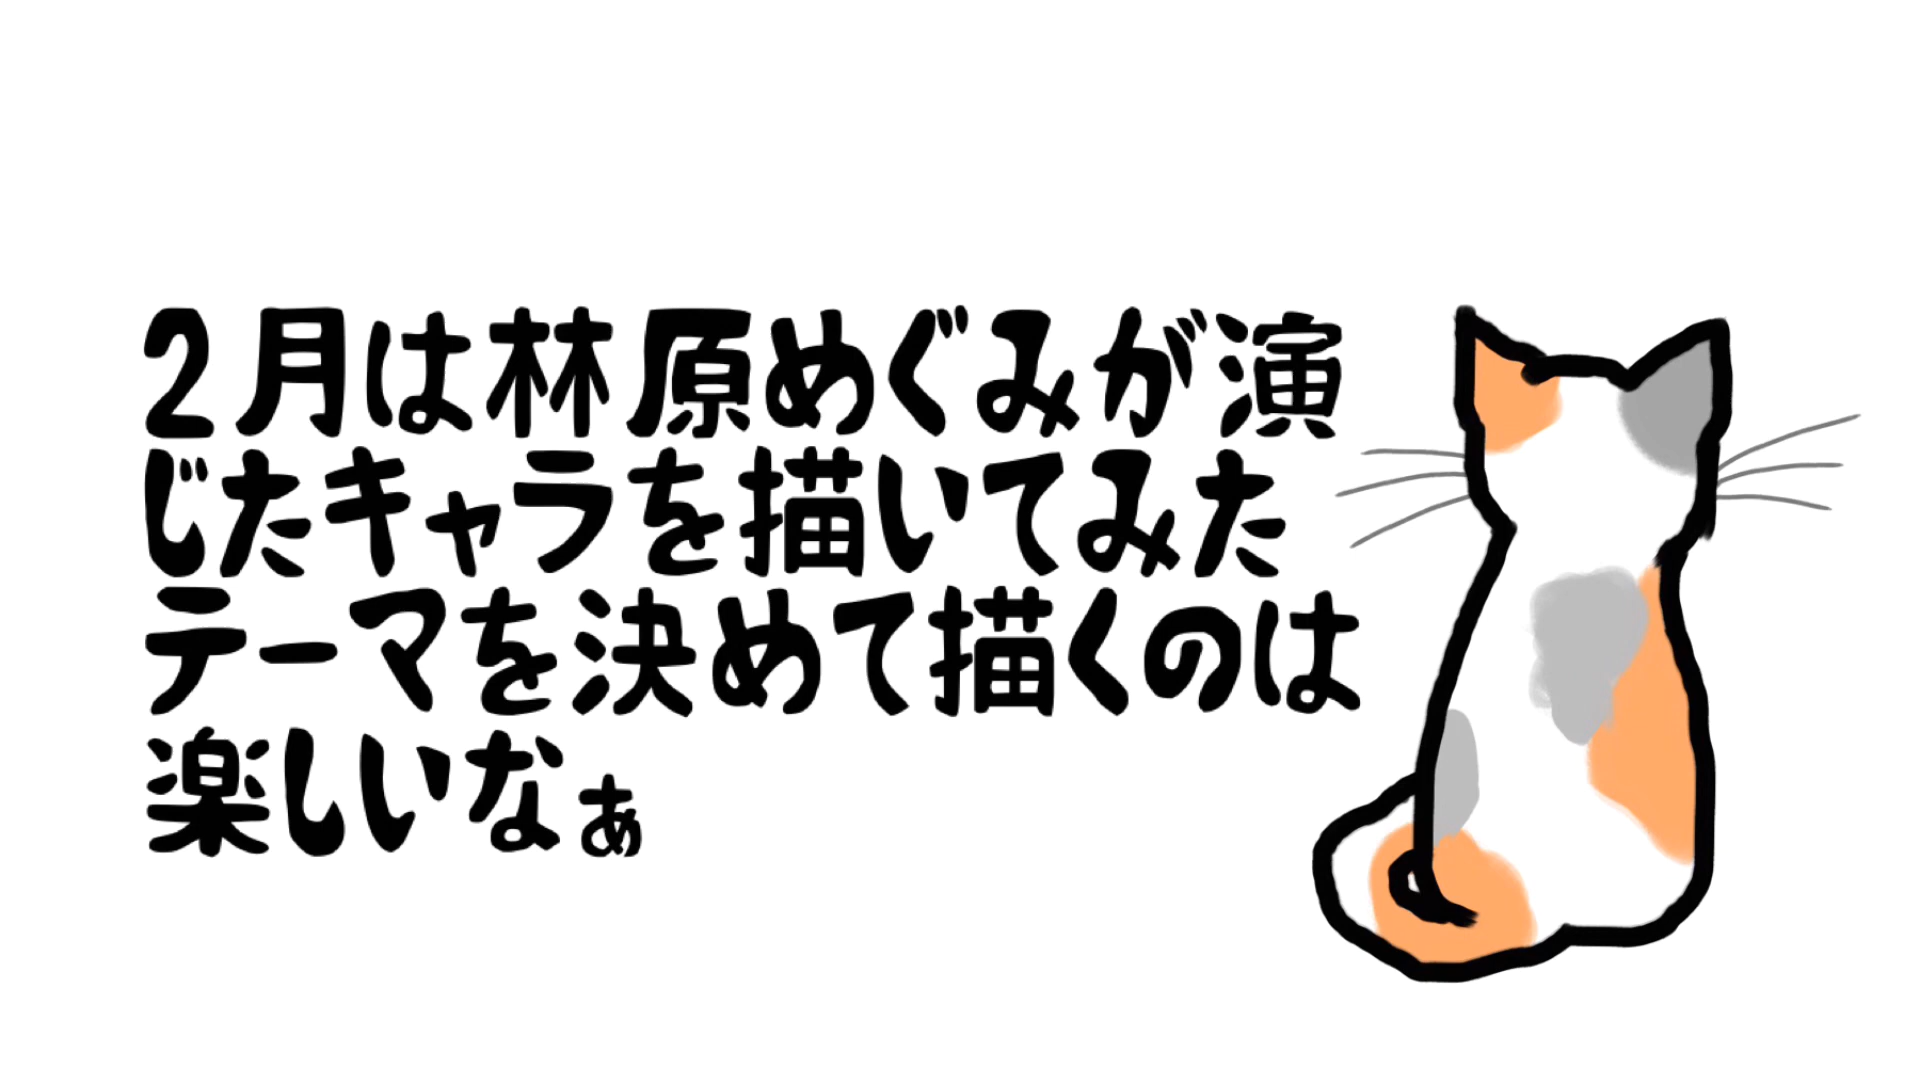 ２月は林原めぐみが演
じたキャラを描いてみた
テーマを決めて描くのは
楽しいなぁ